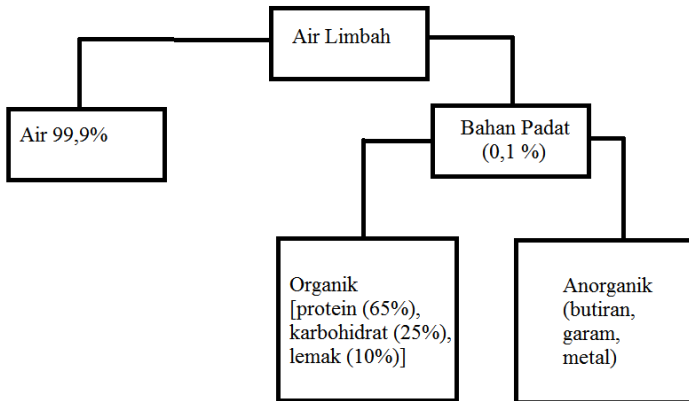 Air Limbah
Air 99,9%
Bahan Padat
(0,1 %)
Organik
[protein (65%),
karbohidrat (25%),
lemak (10%)]
Anorganik
(butiran,
garam,
metal)